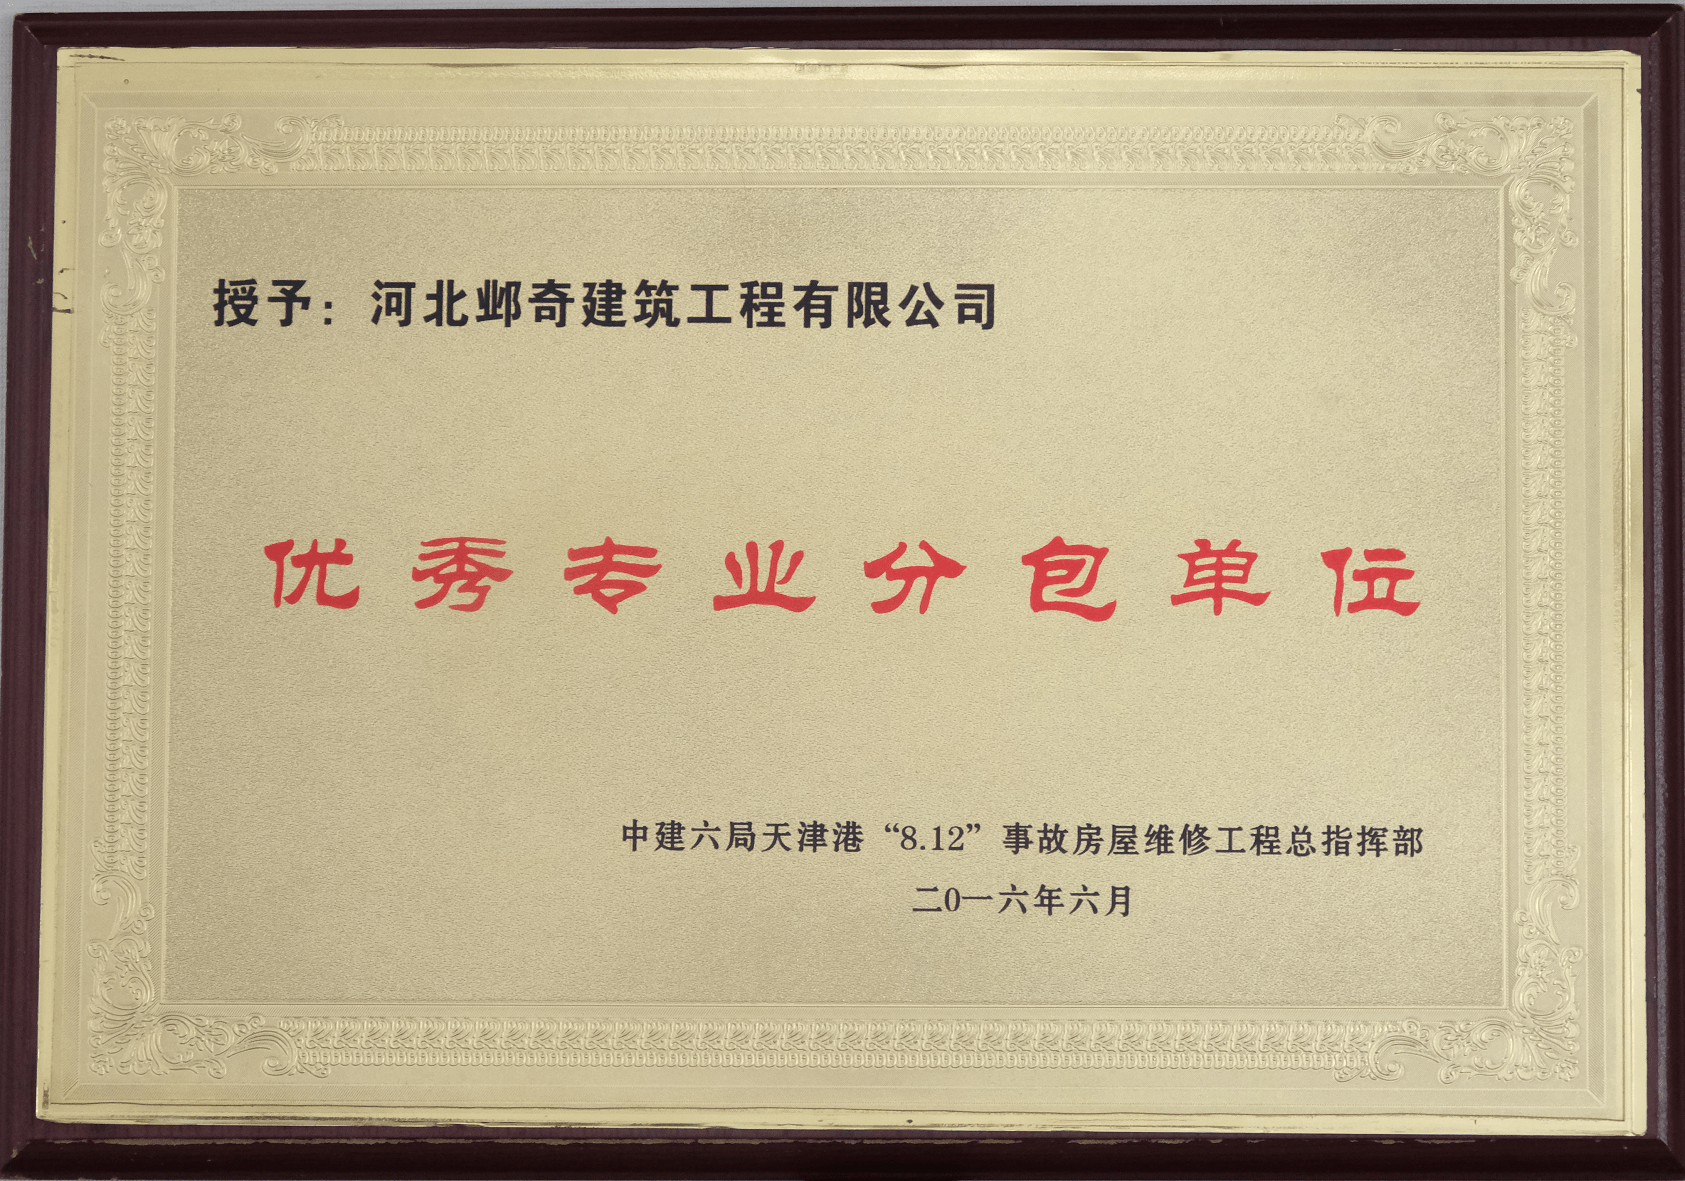 授予：河北邺奇建筑工程有限公司
优秀专业分包单位
中建六局天津港“8.12”事故房屋维修工程总指挥部
二0一六年六月